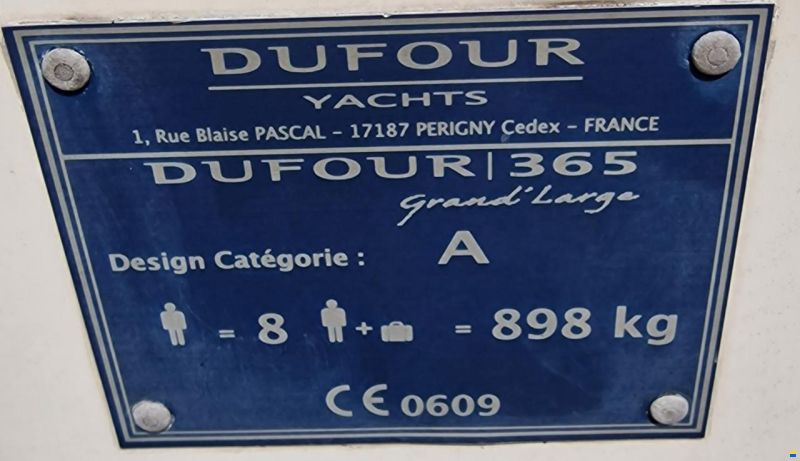 DUFOUR
YACHTS
1, Rue Blaise PASCAL - 17187 PERIGNY Cedex - FRANCE
DUFOUR|365
Grand'Large
Design Catégorie : A
= 8 + = 898 kg
CE 0609